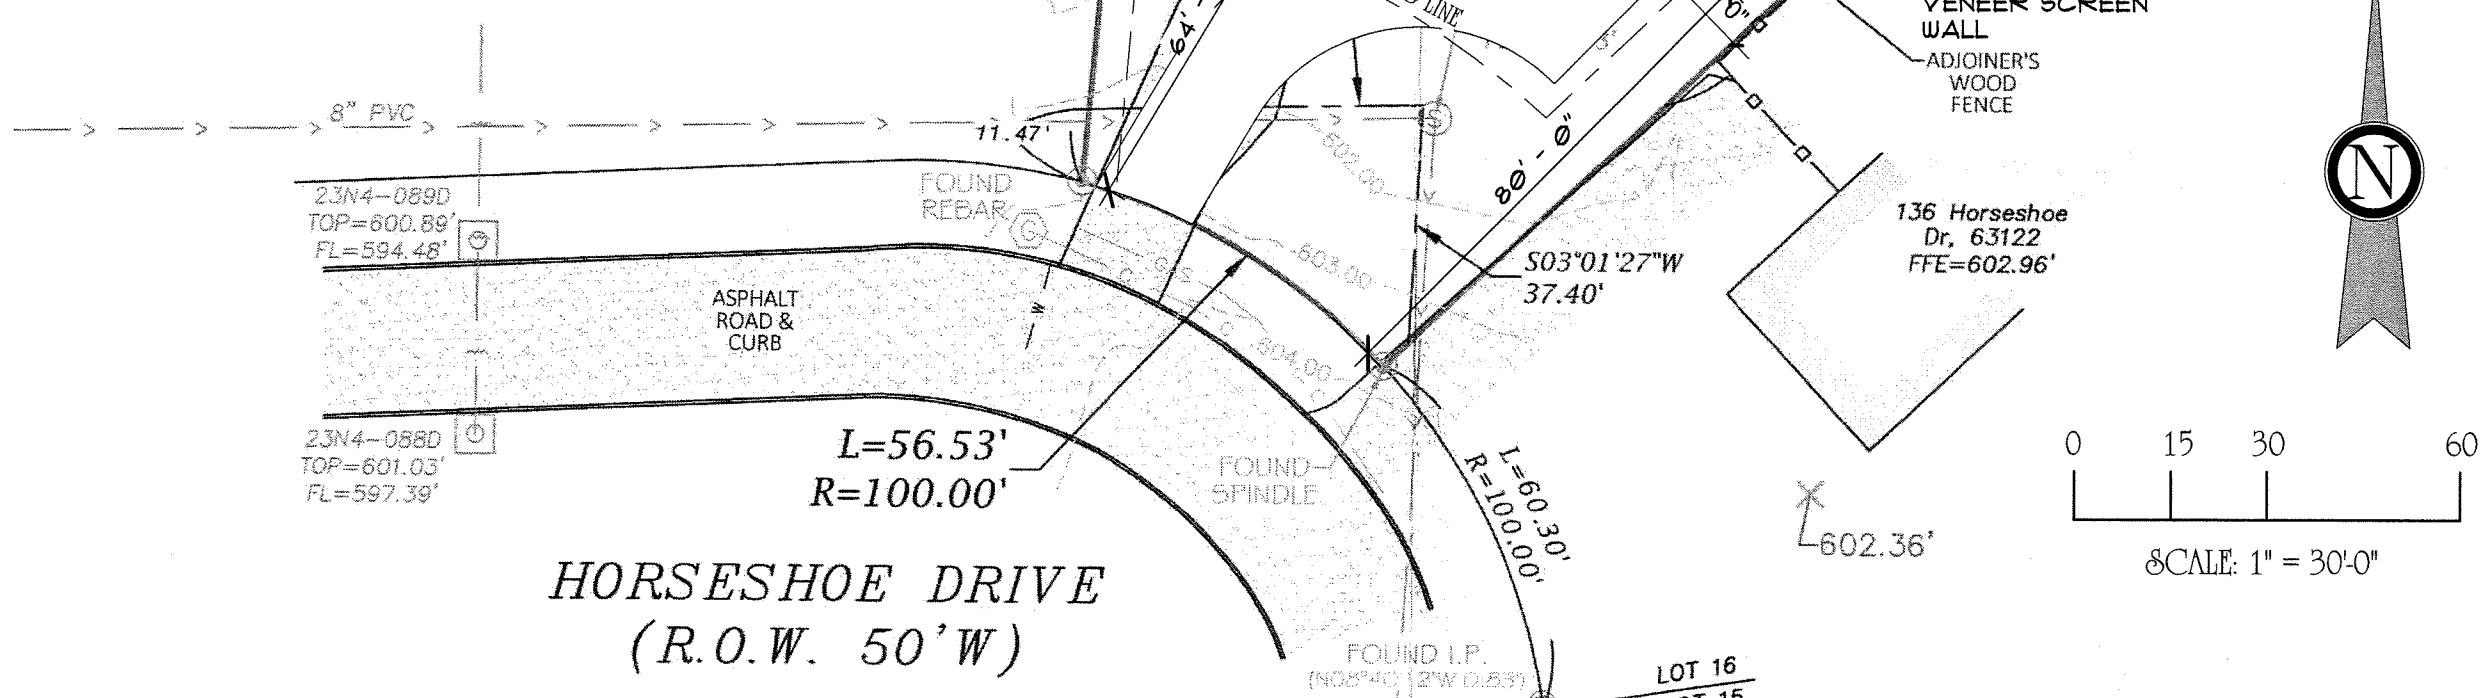 LINE
64'-
0"
VENEER SCREEN
WALL
ADJOINER'S
WOOD
FENCE
8" PVC
11.47'
602.00
80'-0"
N
FOUND
REBAR
G
S
23N4-089D
TOP=600.89'
FL=594.48'
136 Horseshoe
Dr, 63122
FFE=602.96'
GAS
G
603.00
S03°01'27"W
37.40'
ASPHALT
ROAD &
CURB
W
G
604.00
23N4-088D
TOP=601.03'
FL=597.39'
L=56.53'
R=100.00'
FOUND
SPINDLE
L=60.30'
R=100.00'
602.36'
0 15 30 60
SCALE: 1" = 30'-0"
HORSESHOE DRIVE
(R.O.W. 50'W)
FOUND I.P.
LOT 16